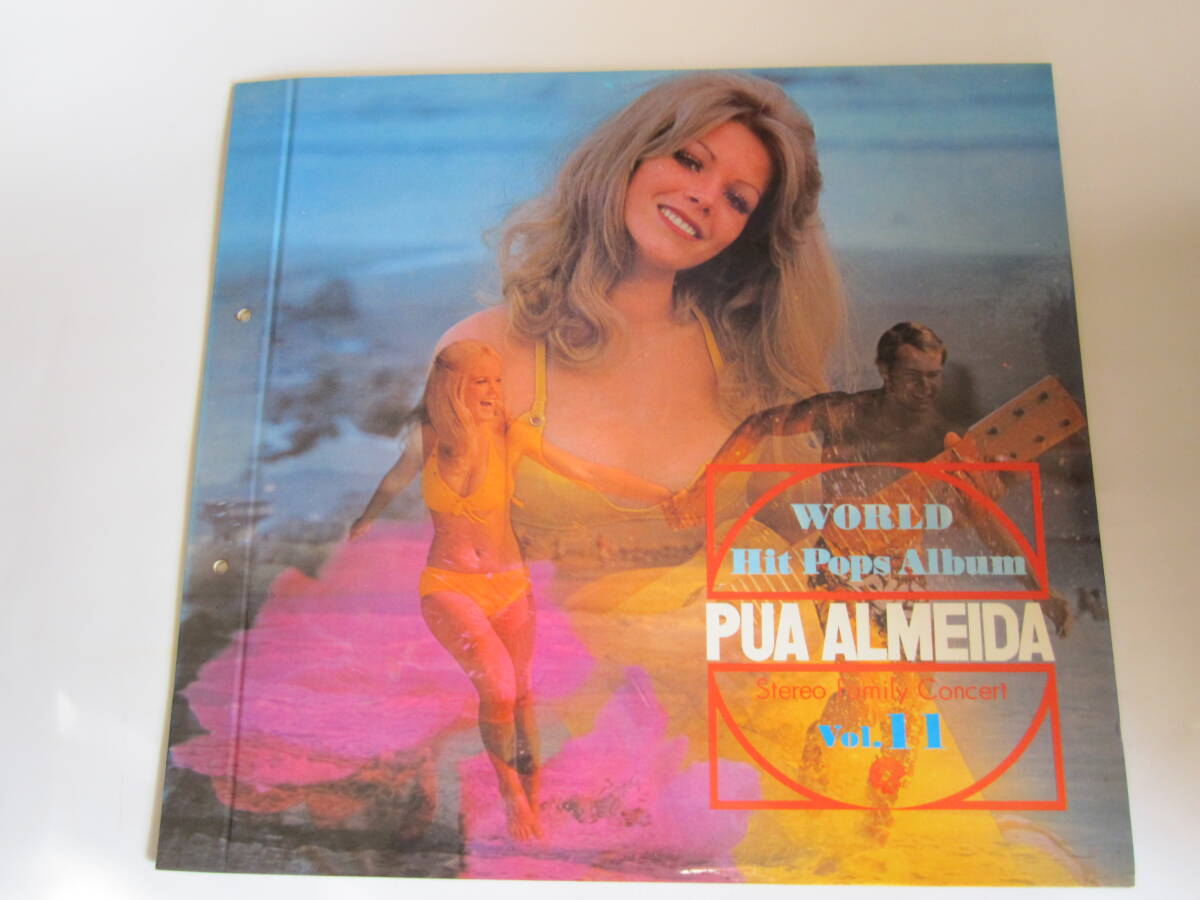 WORLD
Hit Pops Album
PUA ALMEIDA
Stereo Family Concert
Vol.11